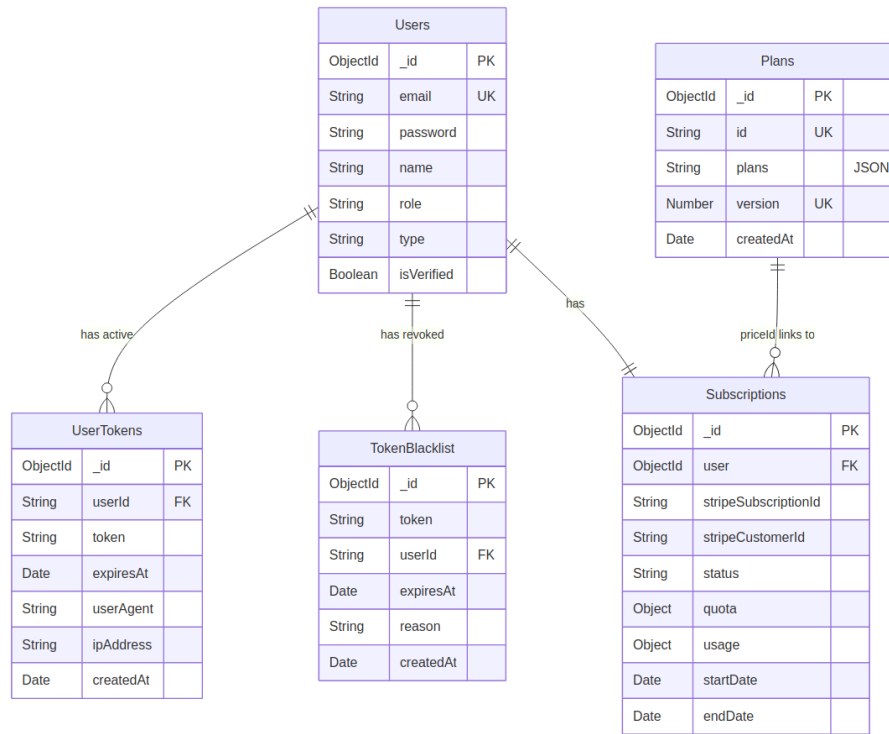 Users
ObjectId _id PK
String email UK
String password
String name
String role
String type
Boolean isVerified
Plans
ObjectId _id PK
String id UK
String plans JSON
Number version UK
Date createdAt
has active
has revoked
has
priceId links to
UserTokens
ObjectId _id PK
String userId FK
String token
Date expiresAt
String userAgent
String ipAddress
Date createdAt
TokenBlacklist
ObjectId _id PK
String token
String userId FK
Date expiresAt
String reason
Date createdAt
Subscriptions
ObjectId _id PK
ObjectId user FK
String stripeSubscriptionId
String stripeCustomerId
String status
Object quota
Object usage
Date startDate
Date endDate